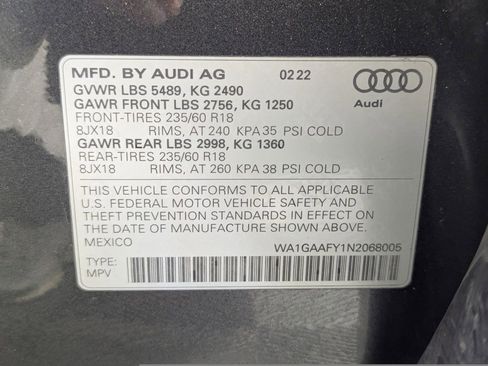 MFD. BY AUDI AG 02 22
GVWR LBS 5489, KG 2490
GAWR FRONT LBS 2756, KG 1250
FRONT-TIRES 235/60 R18
8JX18 RIMS, AT 240 KPA 35 PSI COLD
GAWR REAR LBS 2998, KG 1360
REAR-TIRES 235/60 R18
8JX18 RIMS, AT 260 KPA 38 PSI COLD
Audi
THIS VEHICLE CONFORMS TO ALL APPLICABLE
U.S. FEDERAL MOTOR VEHICLE SAFETY AND
THEFT PREVENTION STANDARDS IN EFFECT ON
THE DATE OF MANUFACTURE SHOWN ABOVE.
MEXICO WA1GAAFY1N2068005
TYPE:
MPV